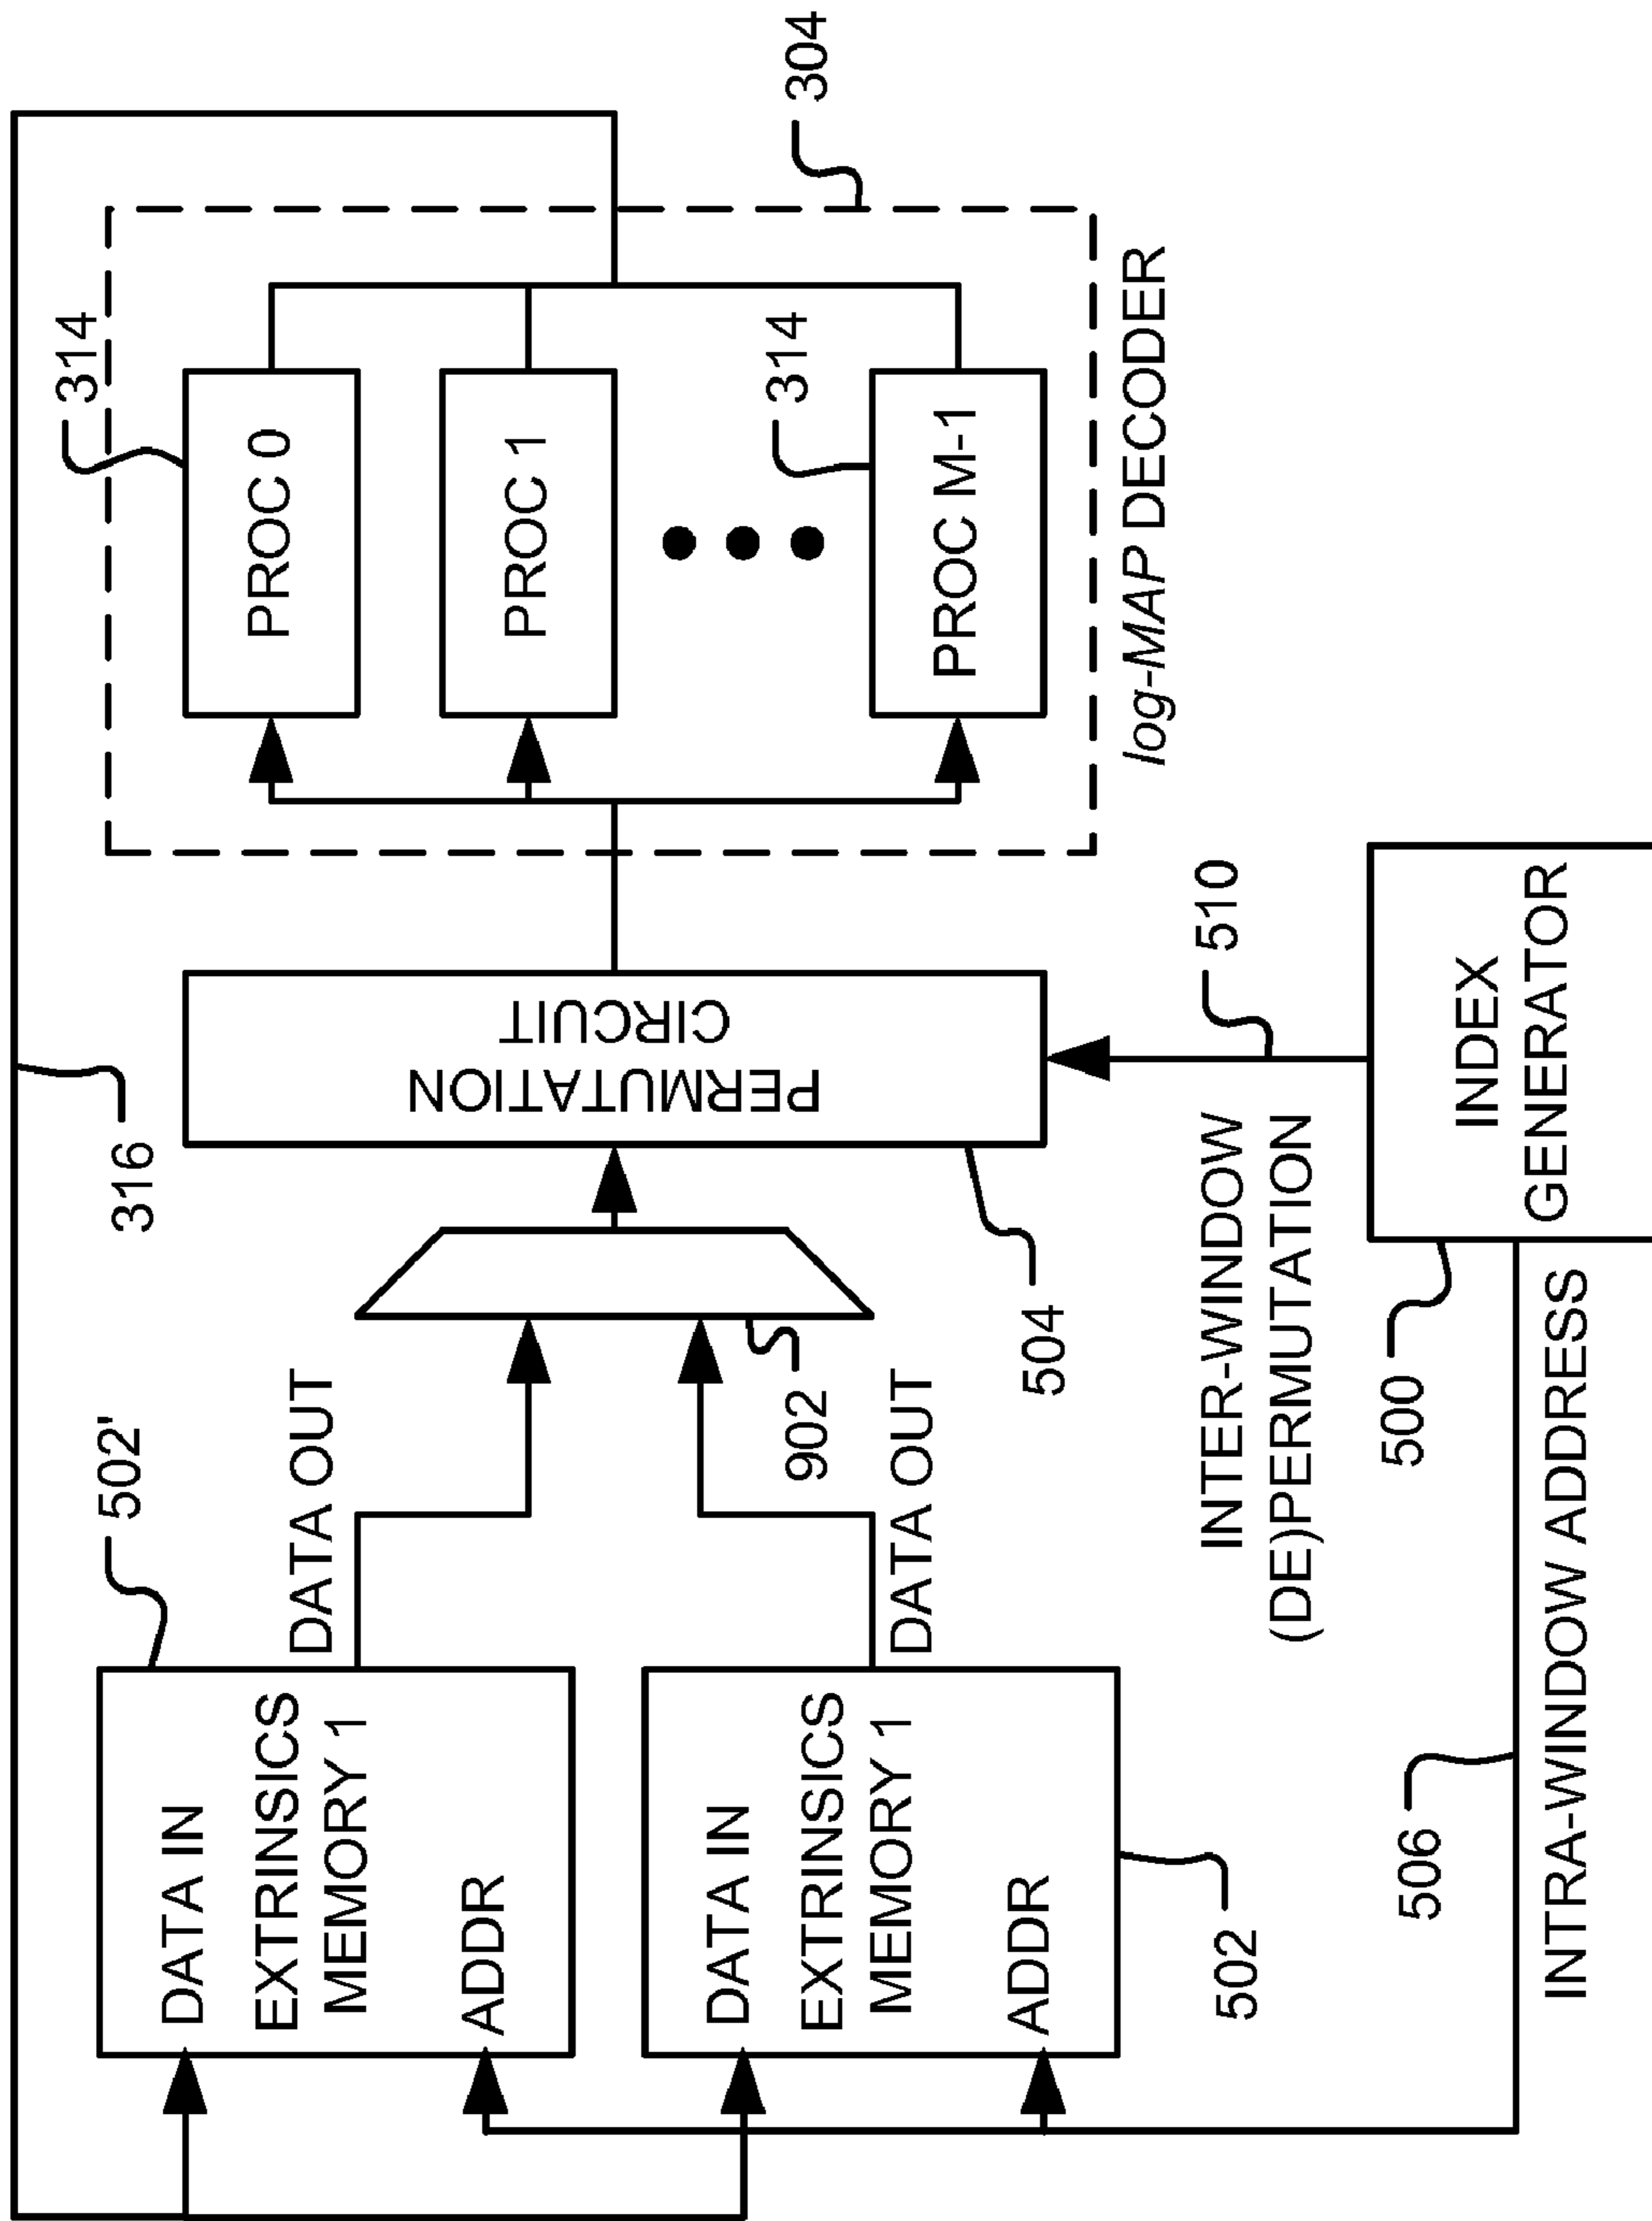 316
314
314
304
PROC 0
PROC 1
PROC M-1
log-MAP DECODER
502'
DATA IN
EXTRINSICS
MEMORY 1
ADDR
DATA OUT
DATA IN
EXTRINSICS
MEMORY 1
ADDR
DATA OUT
502
902
PERMUTATION
CIRCUIT
504
INTER-WINDOW
(DE)PERMUTATION
510
INDEX
GENERATOR
500
506
INTRA-WINDOW ADDRESS